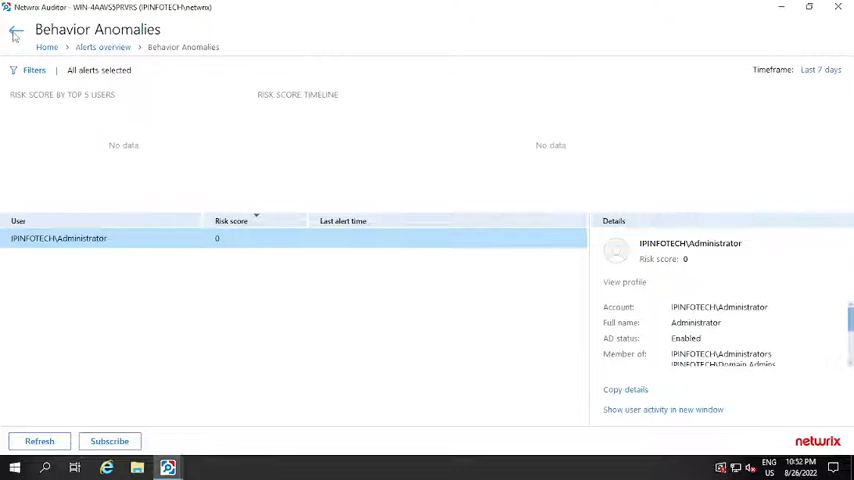 Netwrix Auditor - WIN-4AAVS5PRVRS (IPINFOTECH\netwrix)
Behavior Anomalies
Home > Alerts overview > Behavior Anomalies
Filters | All alerts selected
Timeframe: Last 7 days
RISK SCORE BY TOP 5 USERS
RISK SCORE TIMELINE
No data
No data
User Risk score Last alert time
IPINFOTECH\Administrator 0
Details
IPINFOTECH\Administrator
Risk score: 0
View profile
Account: IPINFOTECH\Administrator
Full name: Administrator
AD status: Enabled
Member of: IPINFOTECH\Administrators
IPINFOTECH\Domain Admins
Copy details
Show user activity in new window
Refresh Subscribe
netwrix
ENG
US
10:52 PM
8/26/2022